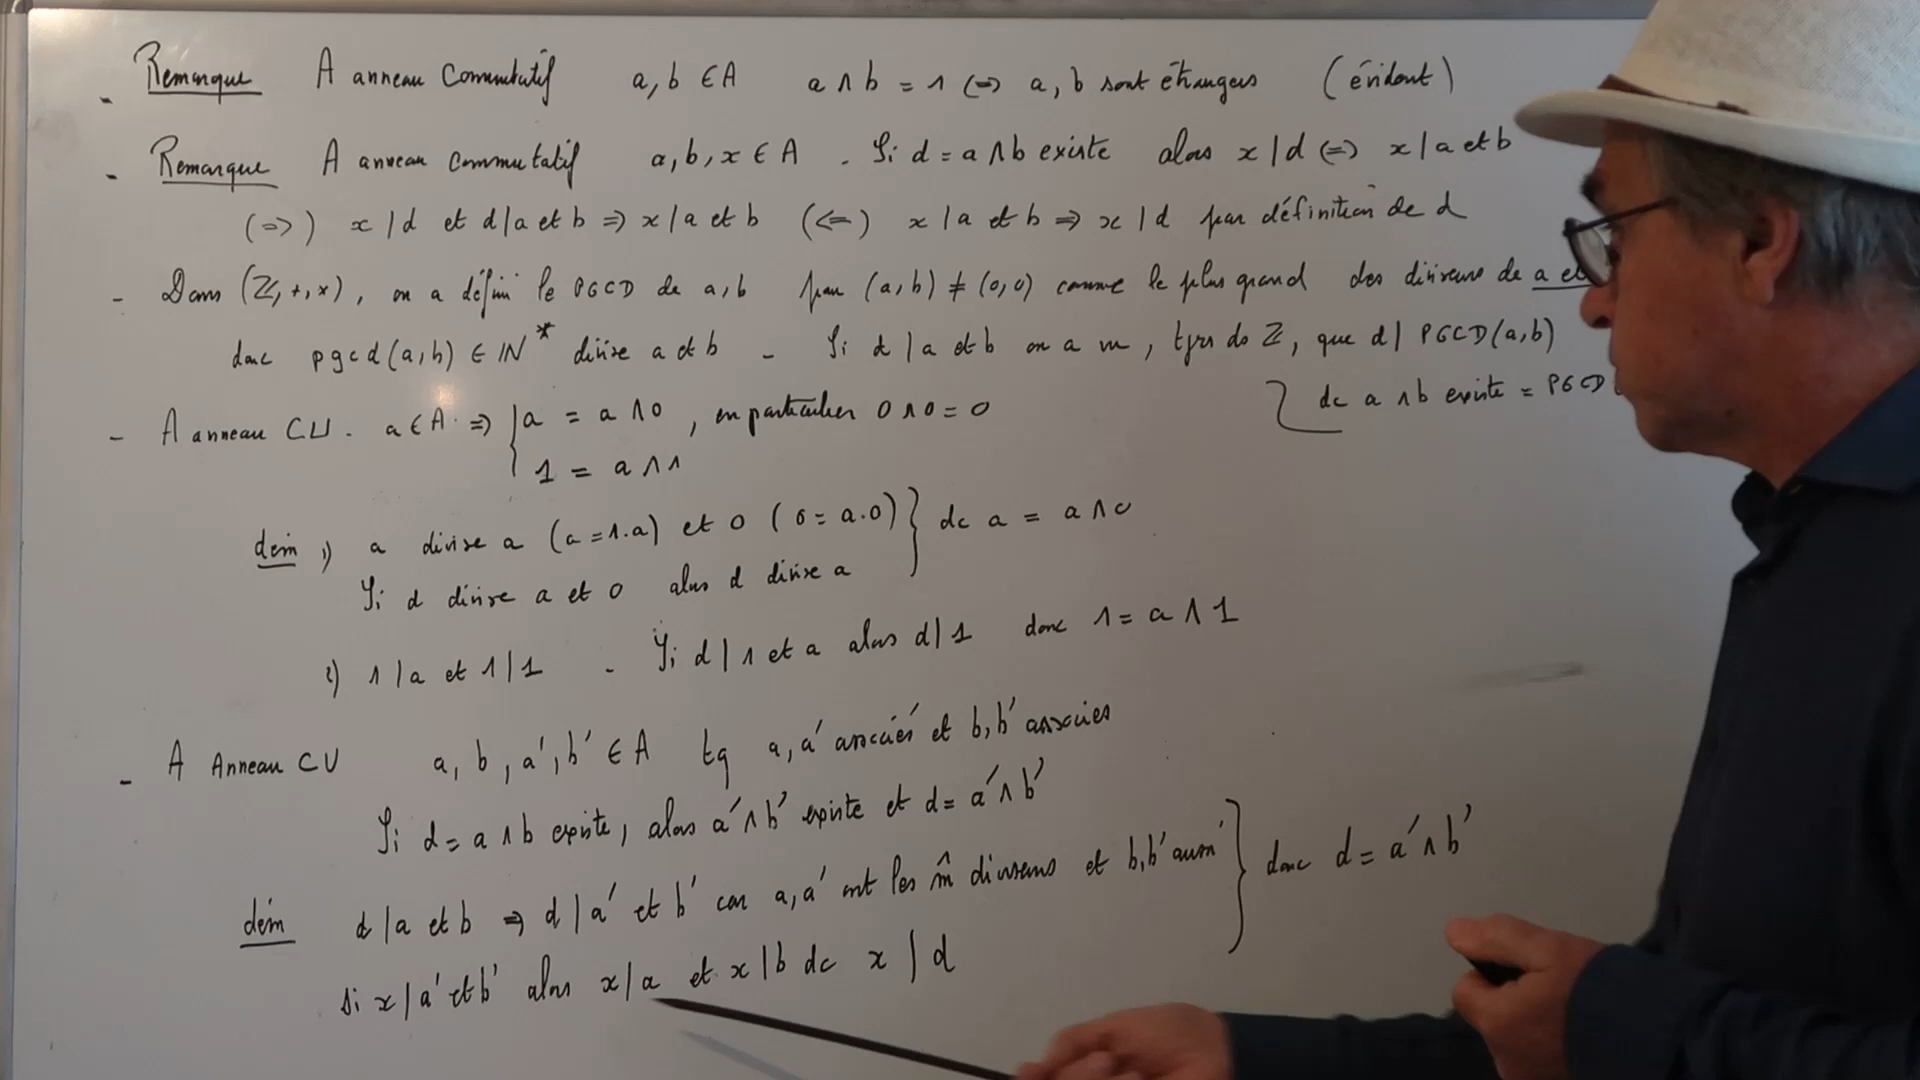 - Remarque A anneau Commutatif a, b ∈ A a ∧ b = 1 (=) a, b sont étrangers (évident)
- Remarque A anneau commutatif a, b, x ∈ A . Si d = a ∧ b existe alors x | d (=) x | a et b
(=>) x | d et d | a et b => x | a et b (<=) x | a et b => x | d par définition de d
- Dans (ℤ, +, ×), on a défini le PGCD de a, b pour (a, b) ≠ (0, 0) comme le plus grand des diviseurs de a et
donc pgcd(a, b) ∈ IN* divise a et b - Si d | a et b on a vu, tjrs ds ℤ, que d | PGCD(a, b)
dc a ∧ b existe = PGCD
- A anneau CU . a ∈ A . => { a = a ∧ 0 , en particulier 0 ∧ 0 = 0
1 = a ∧ 1
dém 1) a divise a (a = 1.a) et 0 (0 = a.0) } dc a = a ∧ 0
Si d divise a et 0 alors d divise a
2) 1 | a et 1 | 1 . Si d | 1 et a alors d | 1 donc 1 = a ∧ 1
- A Anneau CU a, b, a', b' ∈ A tq a, a' associés et b, b' associés
Si d = a ∧ b existe, alors a' ∧ b' existe et d = a' ∧ b'
dém d | a et b => d | a' et b' car a, a' ont les m̂ diviseurs et b, b' aussi } donc d = a' ∧ b'
si x | a' et b' alors x | a et x | b dc x | d